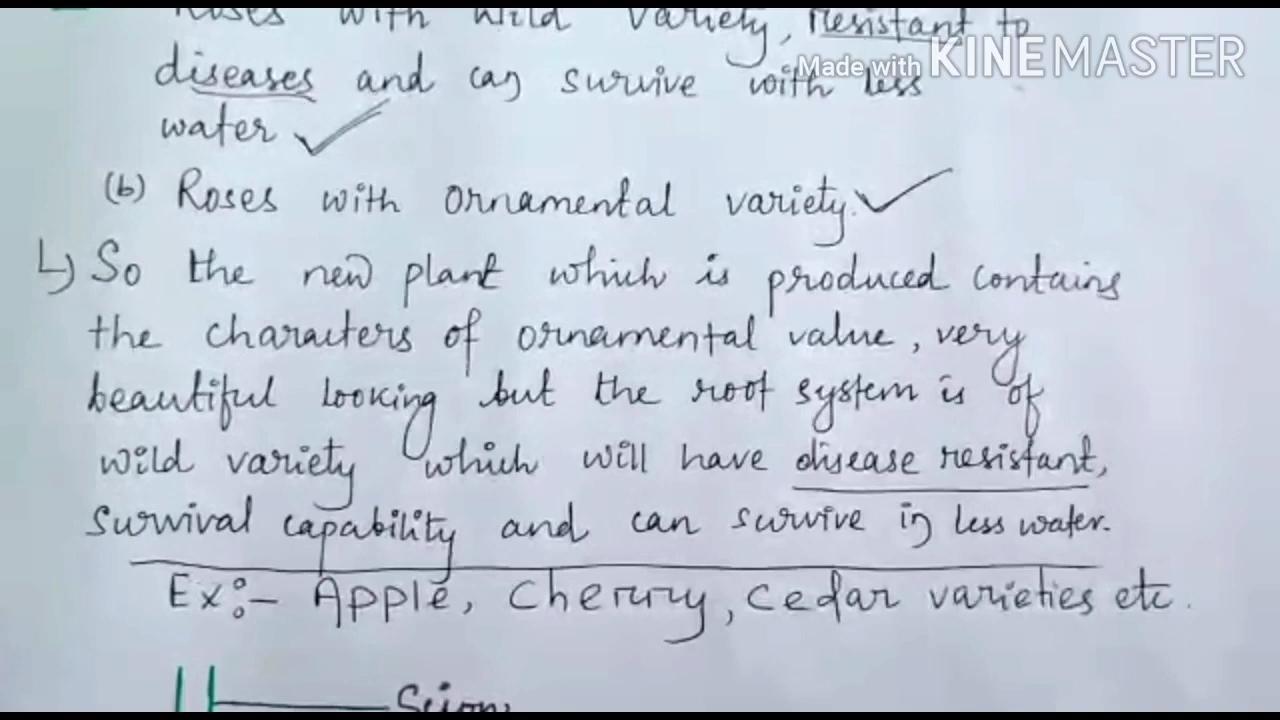 Roses with wild variety, resistant to
Made with KINEMASTER
diseases and can survive with less
water
(b) Roses with ornamental variety.
So the new plant which is produced contains
the characters of ornamental value, very
beautiful looking but the root system is of
wild variety which will have disease resistant,
survival capability and can survive in less water.
Ex:- Apple, Cherry, Cedar varieties etc.
Scion